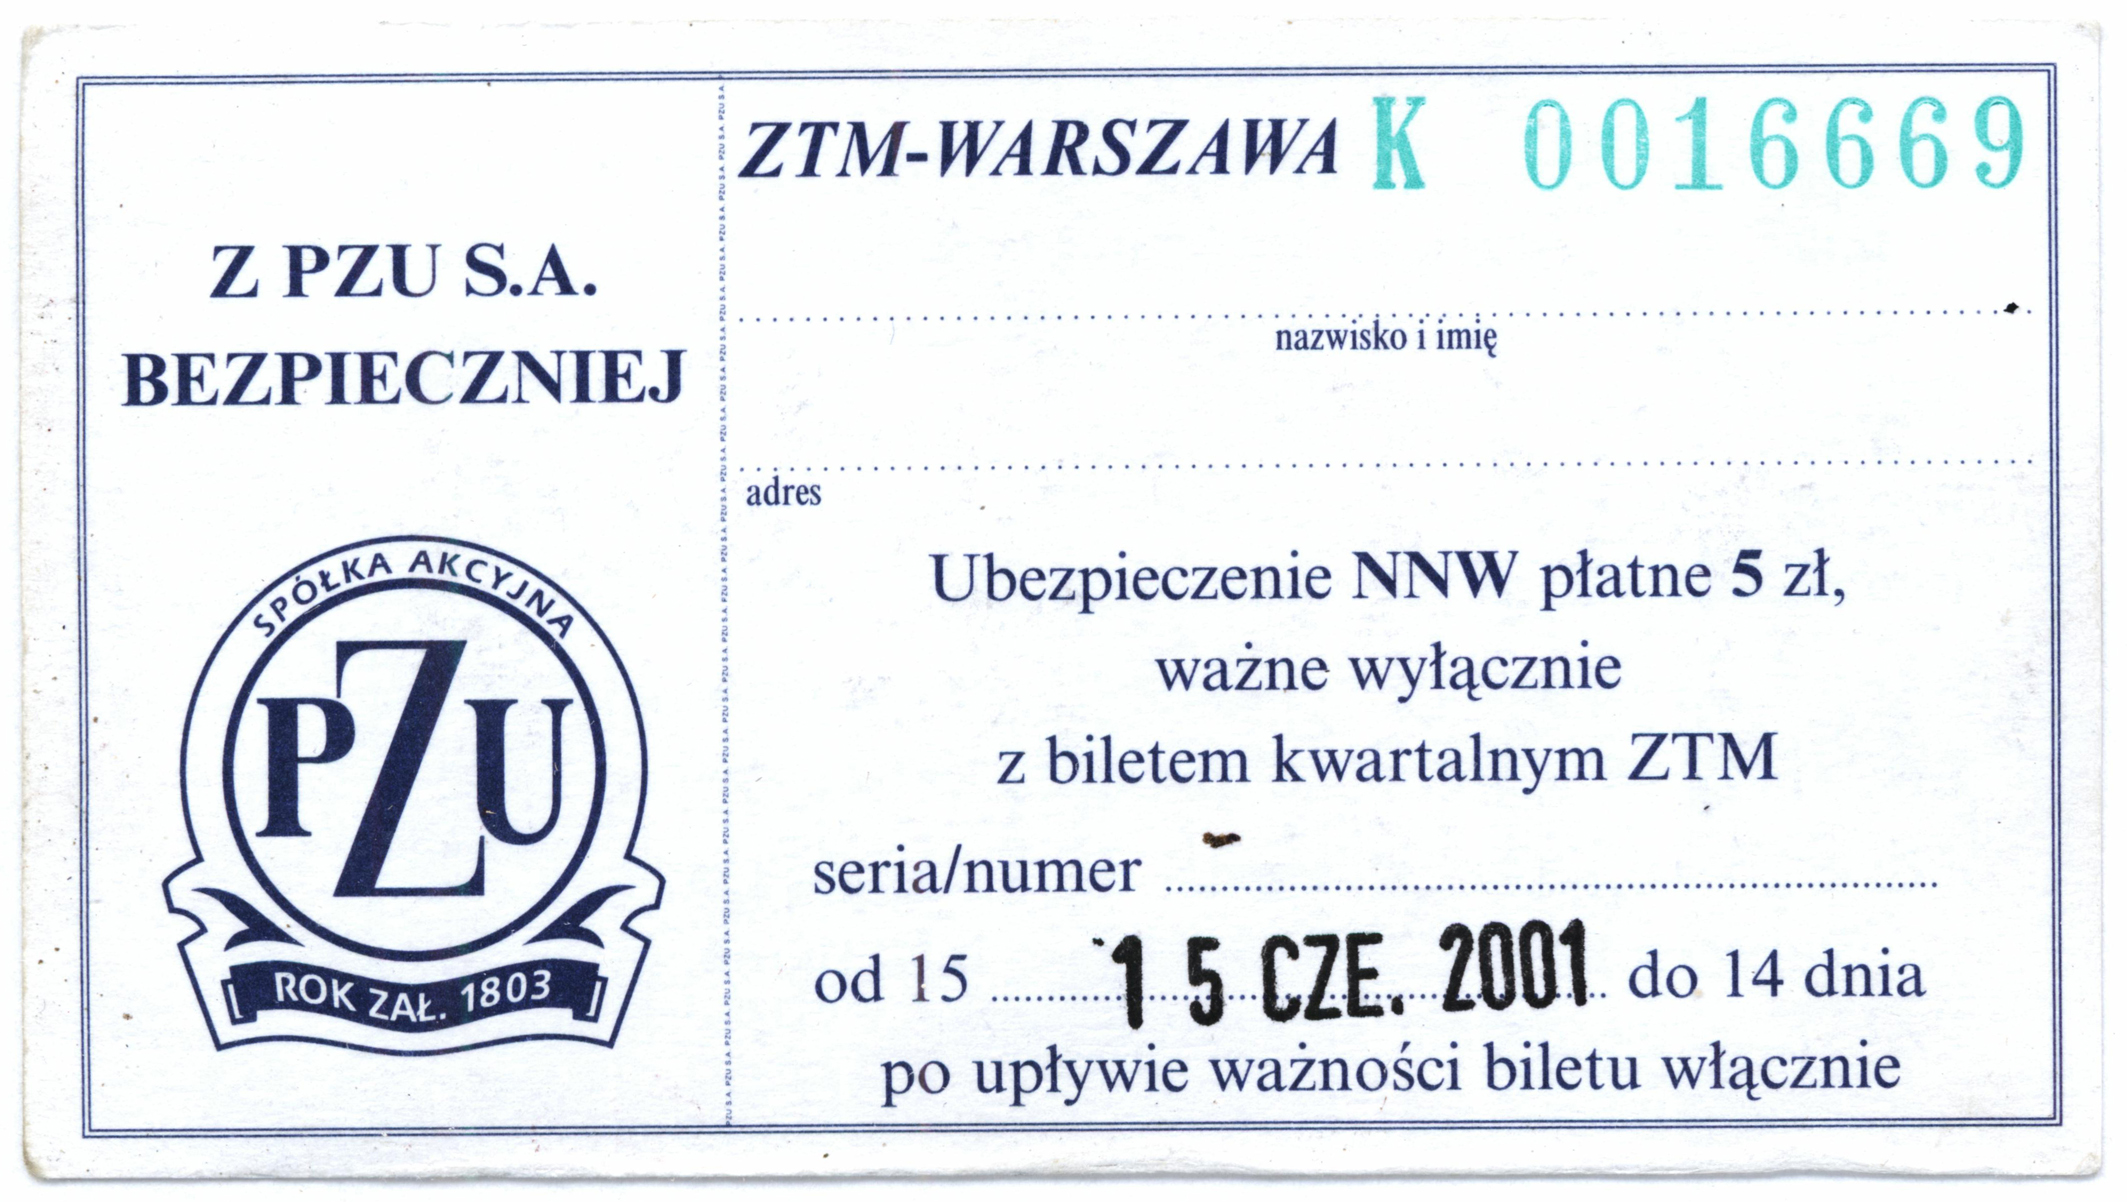 Z PZU S.A.
BEZPIECZNIEJ
SPÓŁKA AKCYJNA
PZU
ROK ZAŁ. 1803
ZTM-WARSZAWA K 0016669
nazwisko i imię
adres
Ubezpieczenie NNW płatne 5 zł,
ważne wyłącznie
z biletem kwartalnym ZTM
seria/numer
od 15 15 CZE. 2001 do 14 dnia
po upływie ważności biletu włącznie